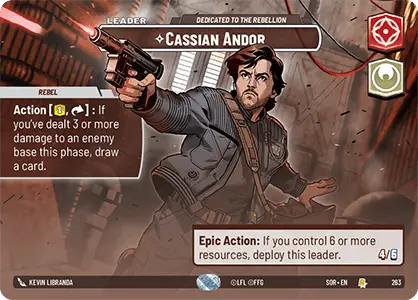 LEADER
DEDICATED TO THE REBELLION
CASSIAN ANDOR
REBEL
Action [1, ]: If
you've dealt 3 or more
damage to an enemy
base this phase, draw
a card.
Epic Action: If you control 6 or more
resources, deploy this leader.
4/6
KEVIN LIBRANDA
©LFL ©FFG
SOR • EN
263